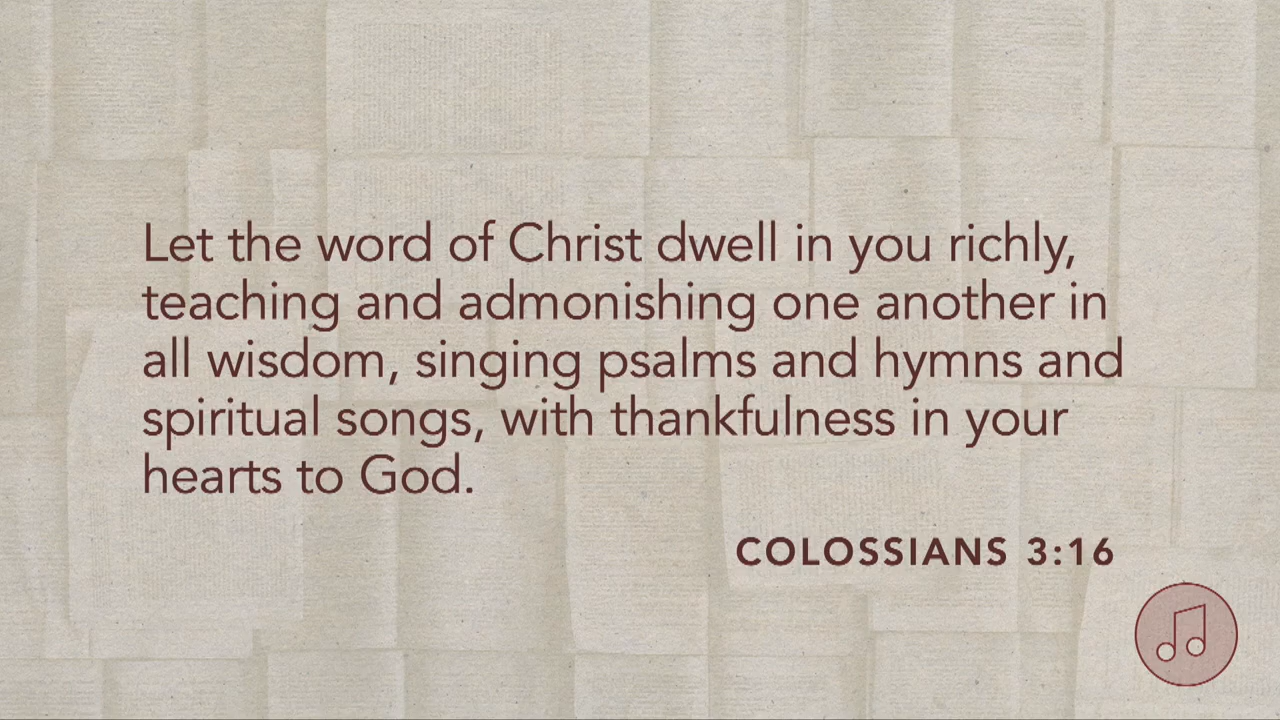 Let the word of Christ dwell in you richly,
teaching and admonishing one another in
all wisdom, singing psalms and hymns and
spiritual songs, with thankfulness in your
hearts to God.
COLOSSIANS 3:16